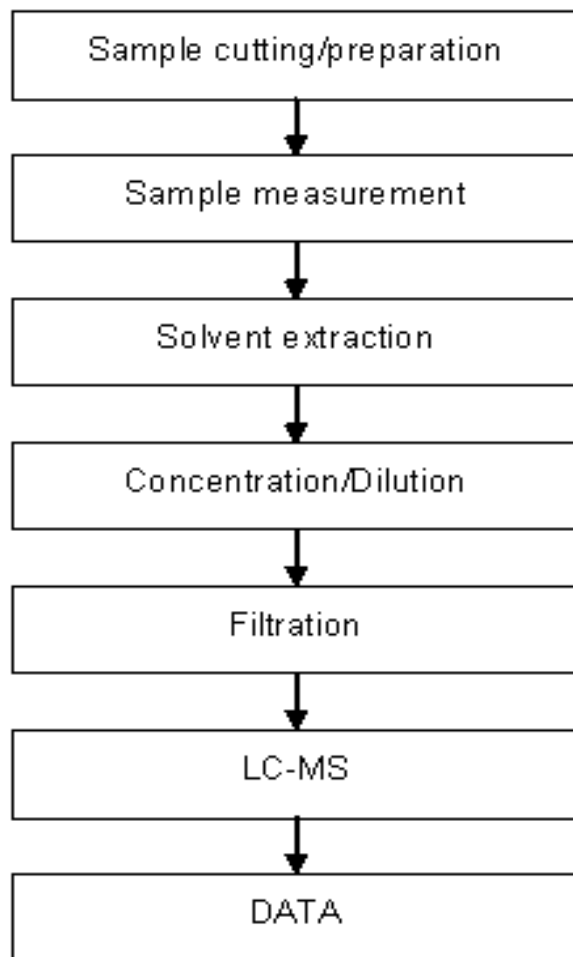 Sample cutting/preparation
Sample measurement
Solvent extraction
Concentration/Dilution
Filtration
LC-MS
DATA